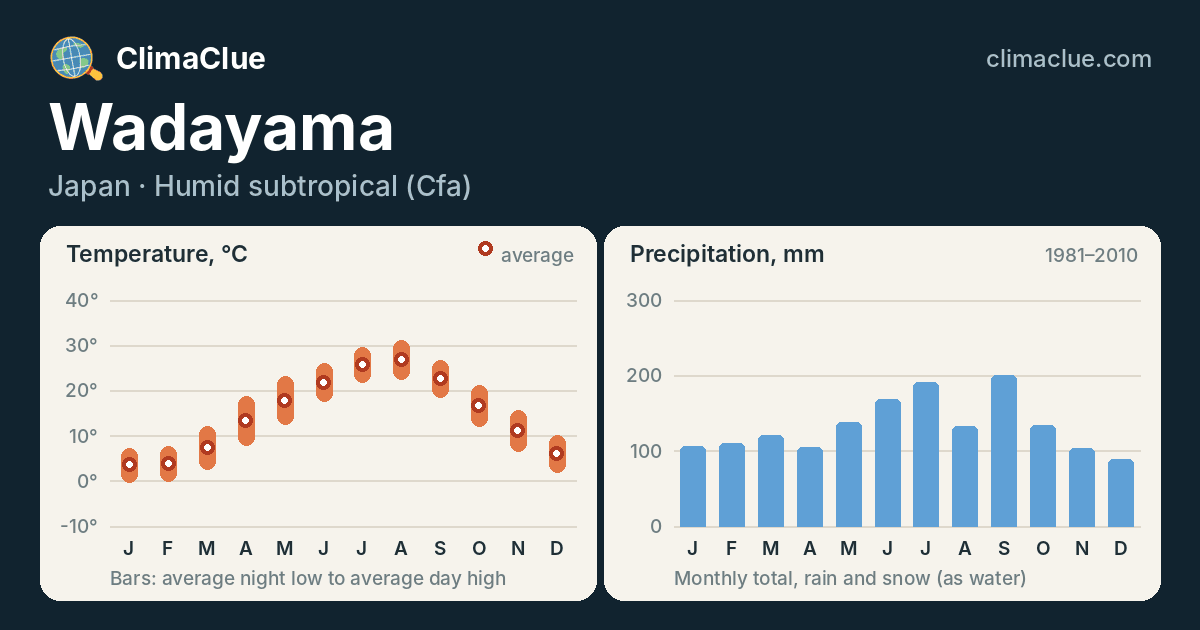 ClimaClue
climaclue.com
Wadayama
Japan · Humid subtropical (Cfa)
Temperature, °C
average
40°
30°
20°
10°
0°
-10°
J F M A M J J A S O N D
Bars: average night low to average day high
Precipitation, mm
1981–2010
300
200
100
0
J F M A M J J A S O N D
Monthly total, rain and snow (as water)